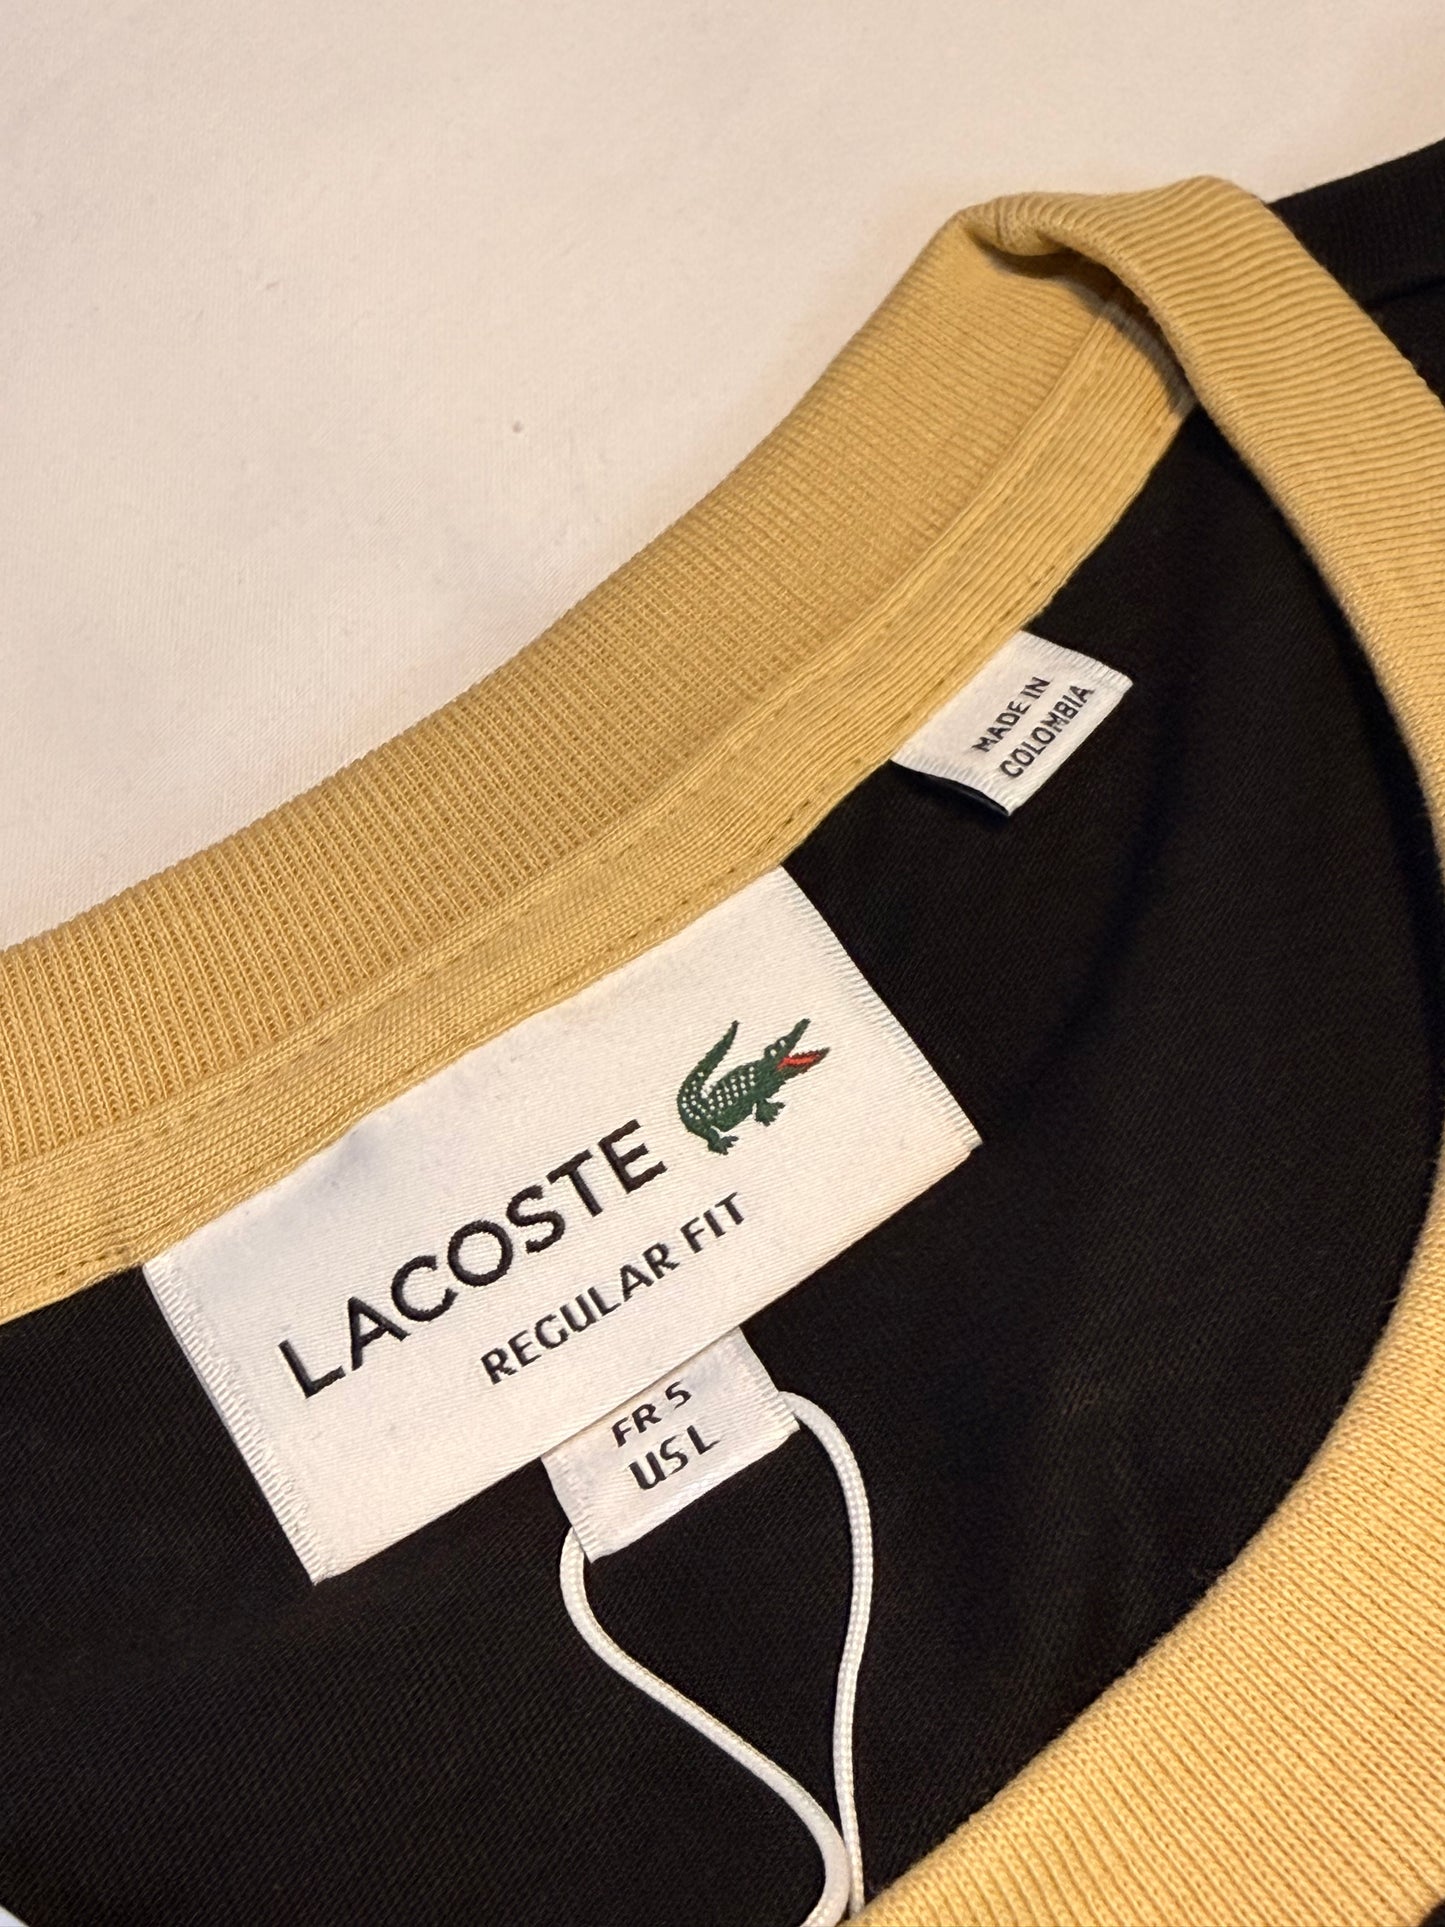 MADE IN
COLOMBIA
LACOSTE
REGULAR FIT
FR 5
US L